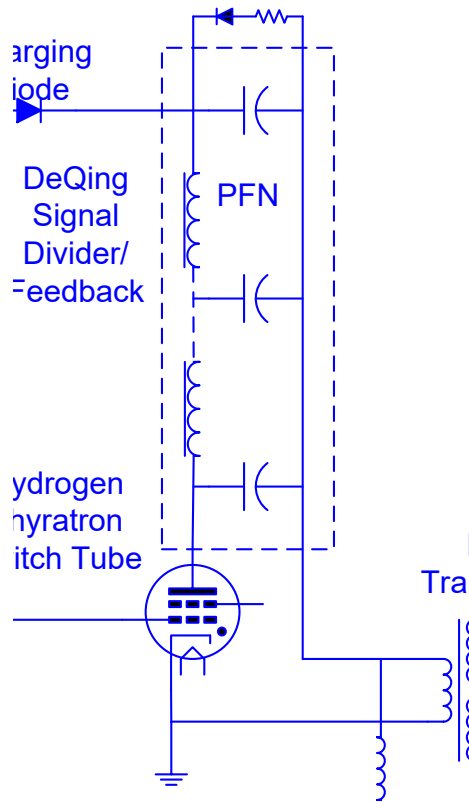 arging
iode
DeQing
Signal
Divider/
Feedback
PFN
ydrogen
hyratron
itch Tube
Tra